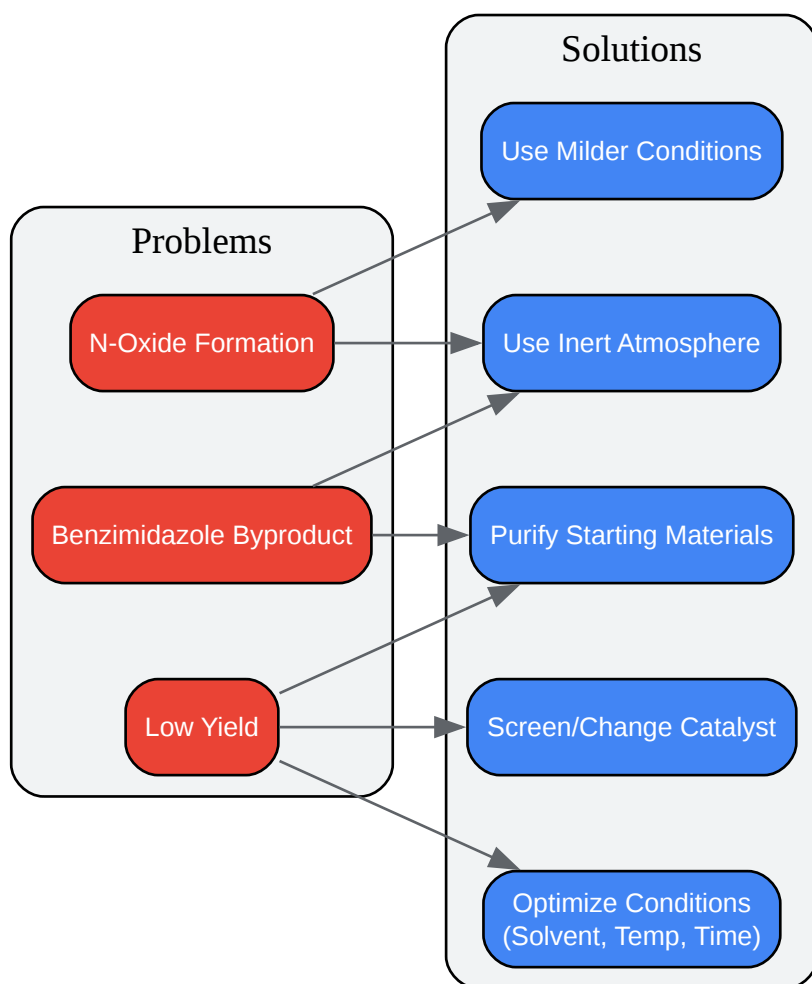 Problems
N-Oxide Formation
Benzimidazole Byproduct
Low Yield
Solutions
Use Milder Conditions
Use Inert Atmosphere
Purify Starting Materials
Screen/Change Catalyst
Optimize Conditions
(Solvent, Temp, Time)